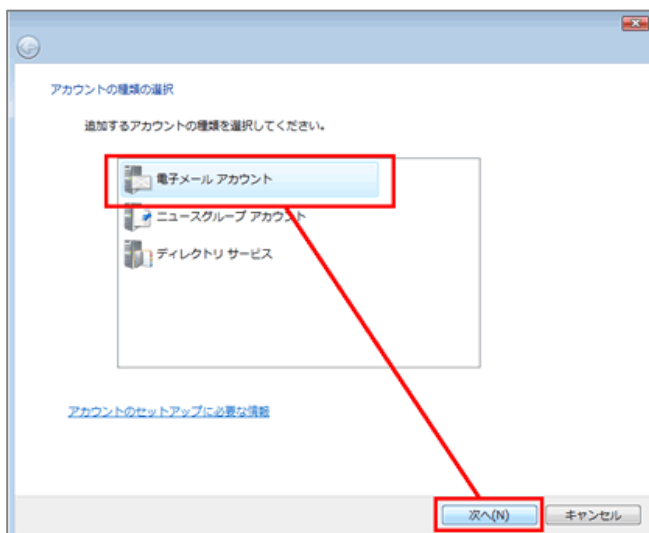 アカウントの種類の選択
追加するアカウントの種類を選択してください。
電子メール アカウント
ニュースグループ アカウント
ディレクトリ サービス
アカウントのセットアップに必要な情報
次へ(N)
キャンセル